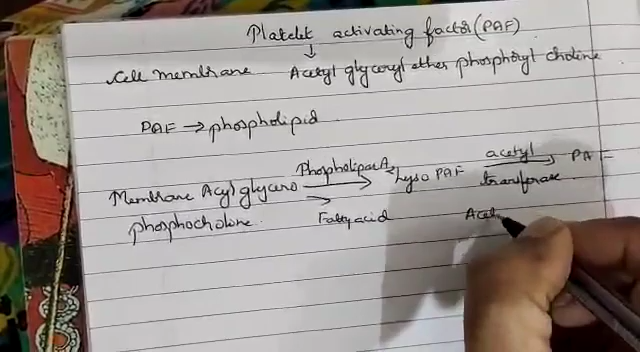 Platelet activating factor (PAF)
↓
Cell membrane Acetyl glyceryl ether phosphoryl choline
PAF → phospholipid
Phospholipase A2 acetyl
Membrane Acyl glycero → Lyso PAF → PAF
phosphocholine Fatty acid transferase
Acet